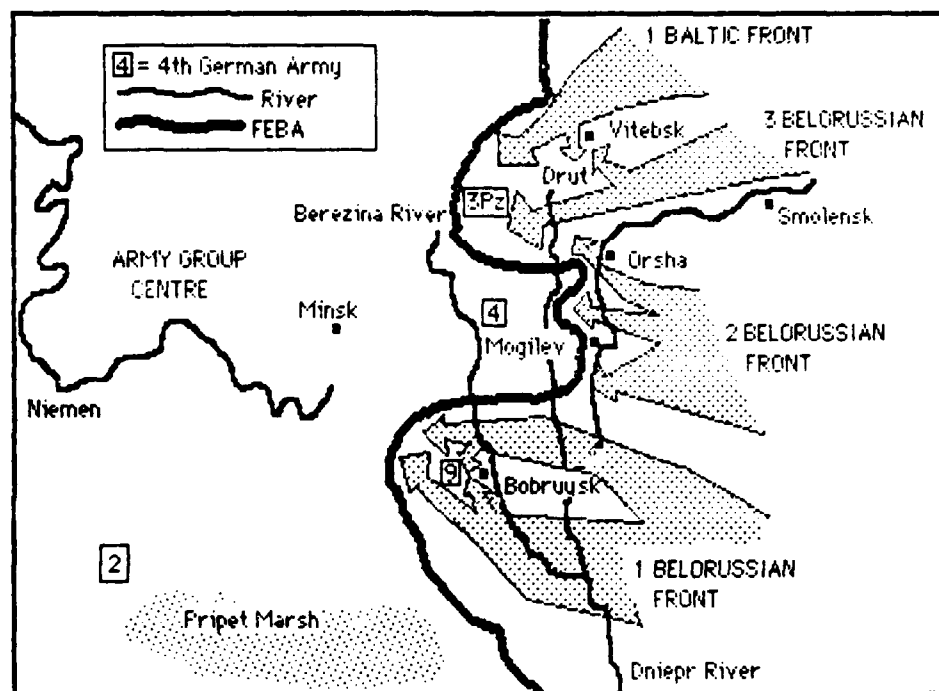 4 = 4th German Army
River
FEBA
1 BALTIC FRONT
Vitebsk
3 BELORUSSIAN
FRONT
Drut
3Pz
Smolensk
Berezina River
Orsha
ARMY GROUP
CENTRE
Minsk
4
Mogilev
2 BELORUSSIAN
FRONT
Niemen
9
Bobruysk
2
1 BELORUSSIAN
FRONT
Pripet Marsh
Dniepr River